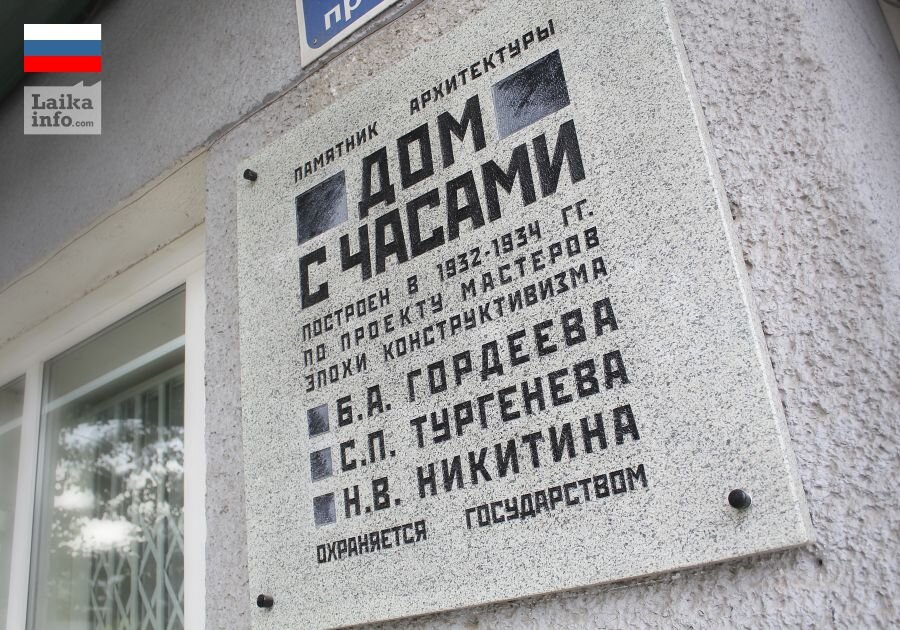 Laika
info.com
пр
ПАМЯТНИК АРХИТЕКТУРЫ
ДОМ
С ЧАСАМИ
ПОСТРОЕН В 1932-1934 ГГ.
ПО ПРОЕКТУ МАСТЕРОВ
ЭПОХИ КОНСТРУКТИВИЗМА
Б.А. ГОРДЕЕВА
С.П. ТУРГЕНЕВА
Н.В. НИКИТИНА
ОХРАНЯЕТСЯ ГОСУДАРСТВОМ